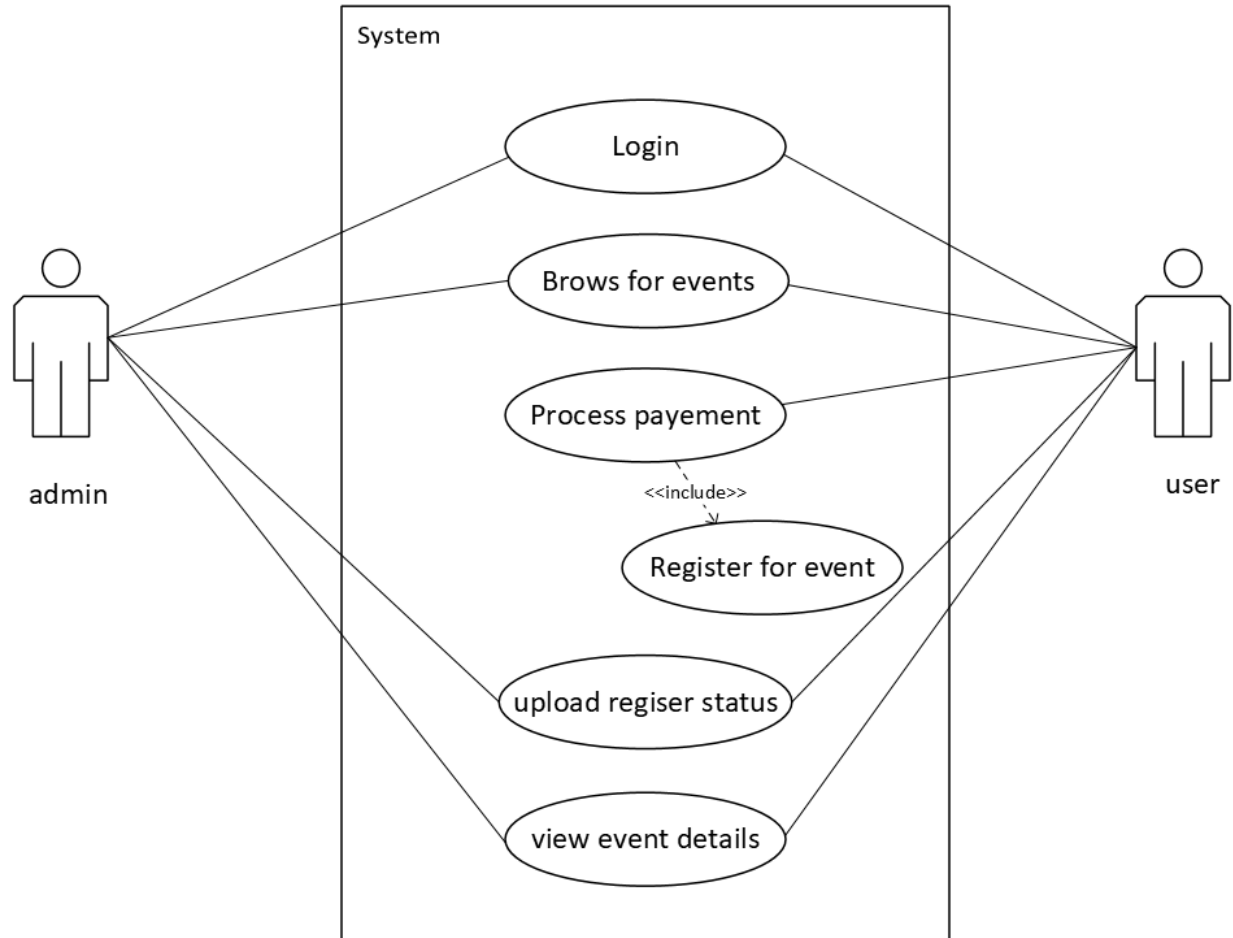 System
Login
Brows for events
Process payement
<<include>>
admin
user
Register for event
upload regiser status
view event details